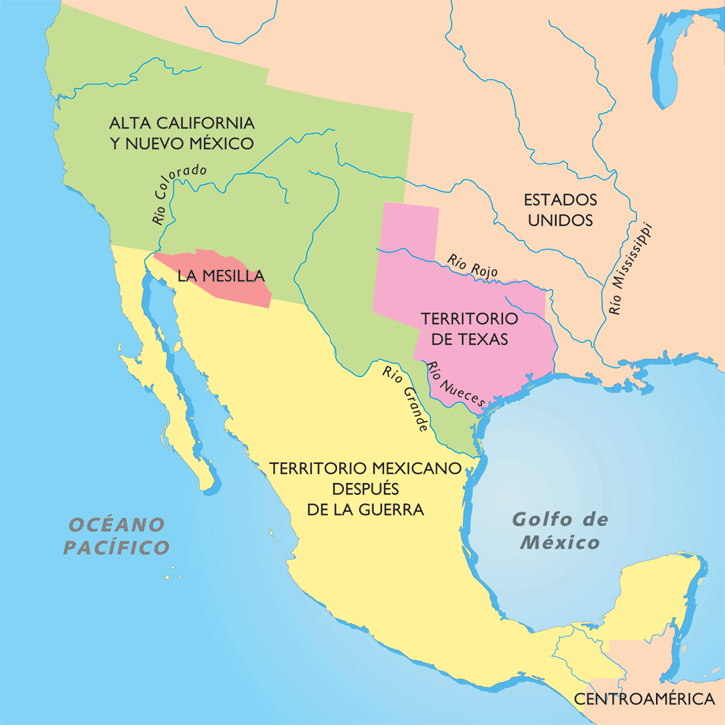 ALTA CALIFORNIA
Y NUEVO MÉXICO
Río Colorado
ESTADOS
UNIDOS
Río Mississippi
LA MESILLA
Río Rojo
TERRITORIO
DE TEXAS
Río Nueces
Río Grande
TERRITORIO MEXICANO
DESPUÉS
DE LA GUERRA
OCÉANO
PACÍFICO
Golfo de
México
CENTROAMÉRICA